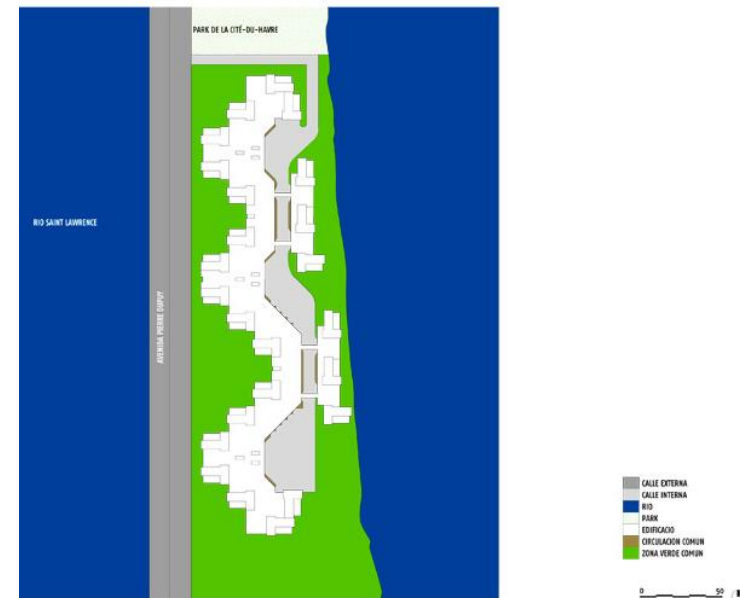 PARK DE LA CITÉ-DU-HAVRE
RIO SAINT LAWRENCE
AVENIDA PIERRE DUPUY
CALLE EXTERNA
CALLE INTERNA
RIO
PARK
EDIFICACIO
CIRCULACION COMUN
ZONA VERDE COMUN
0 50